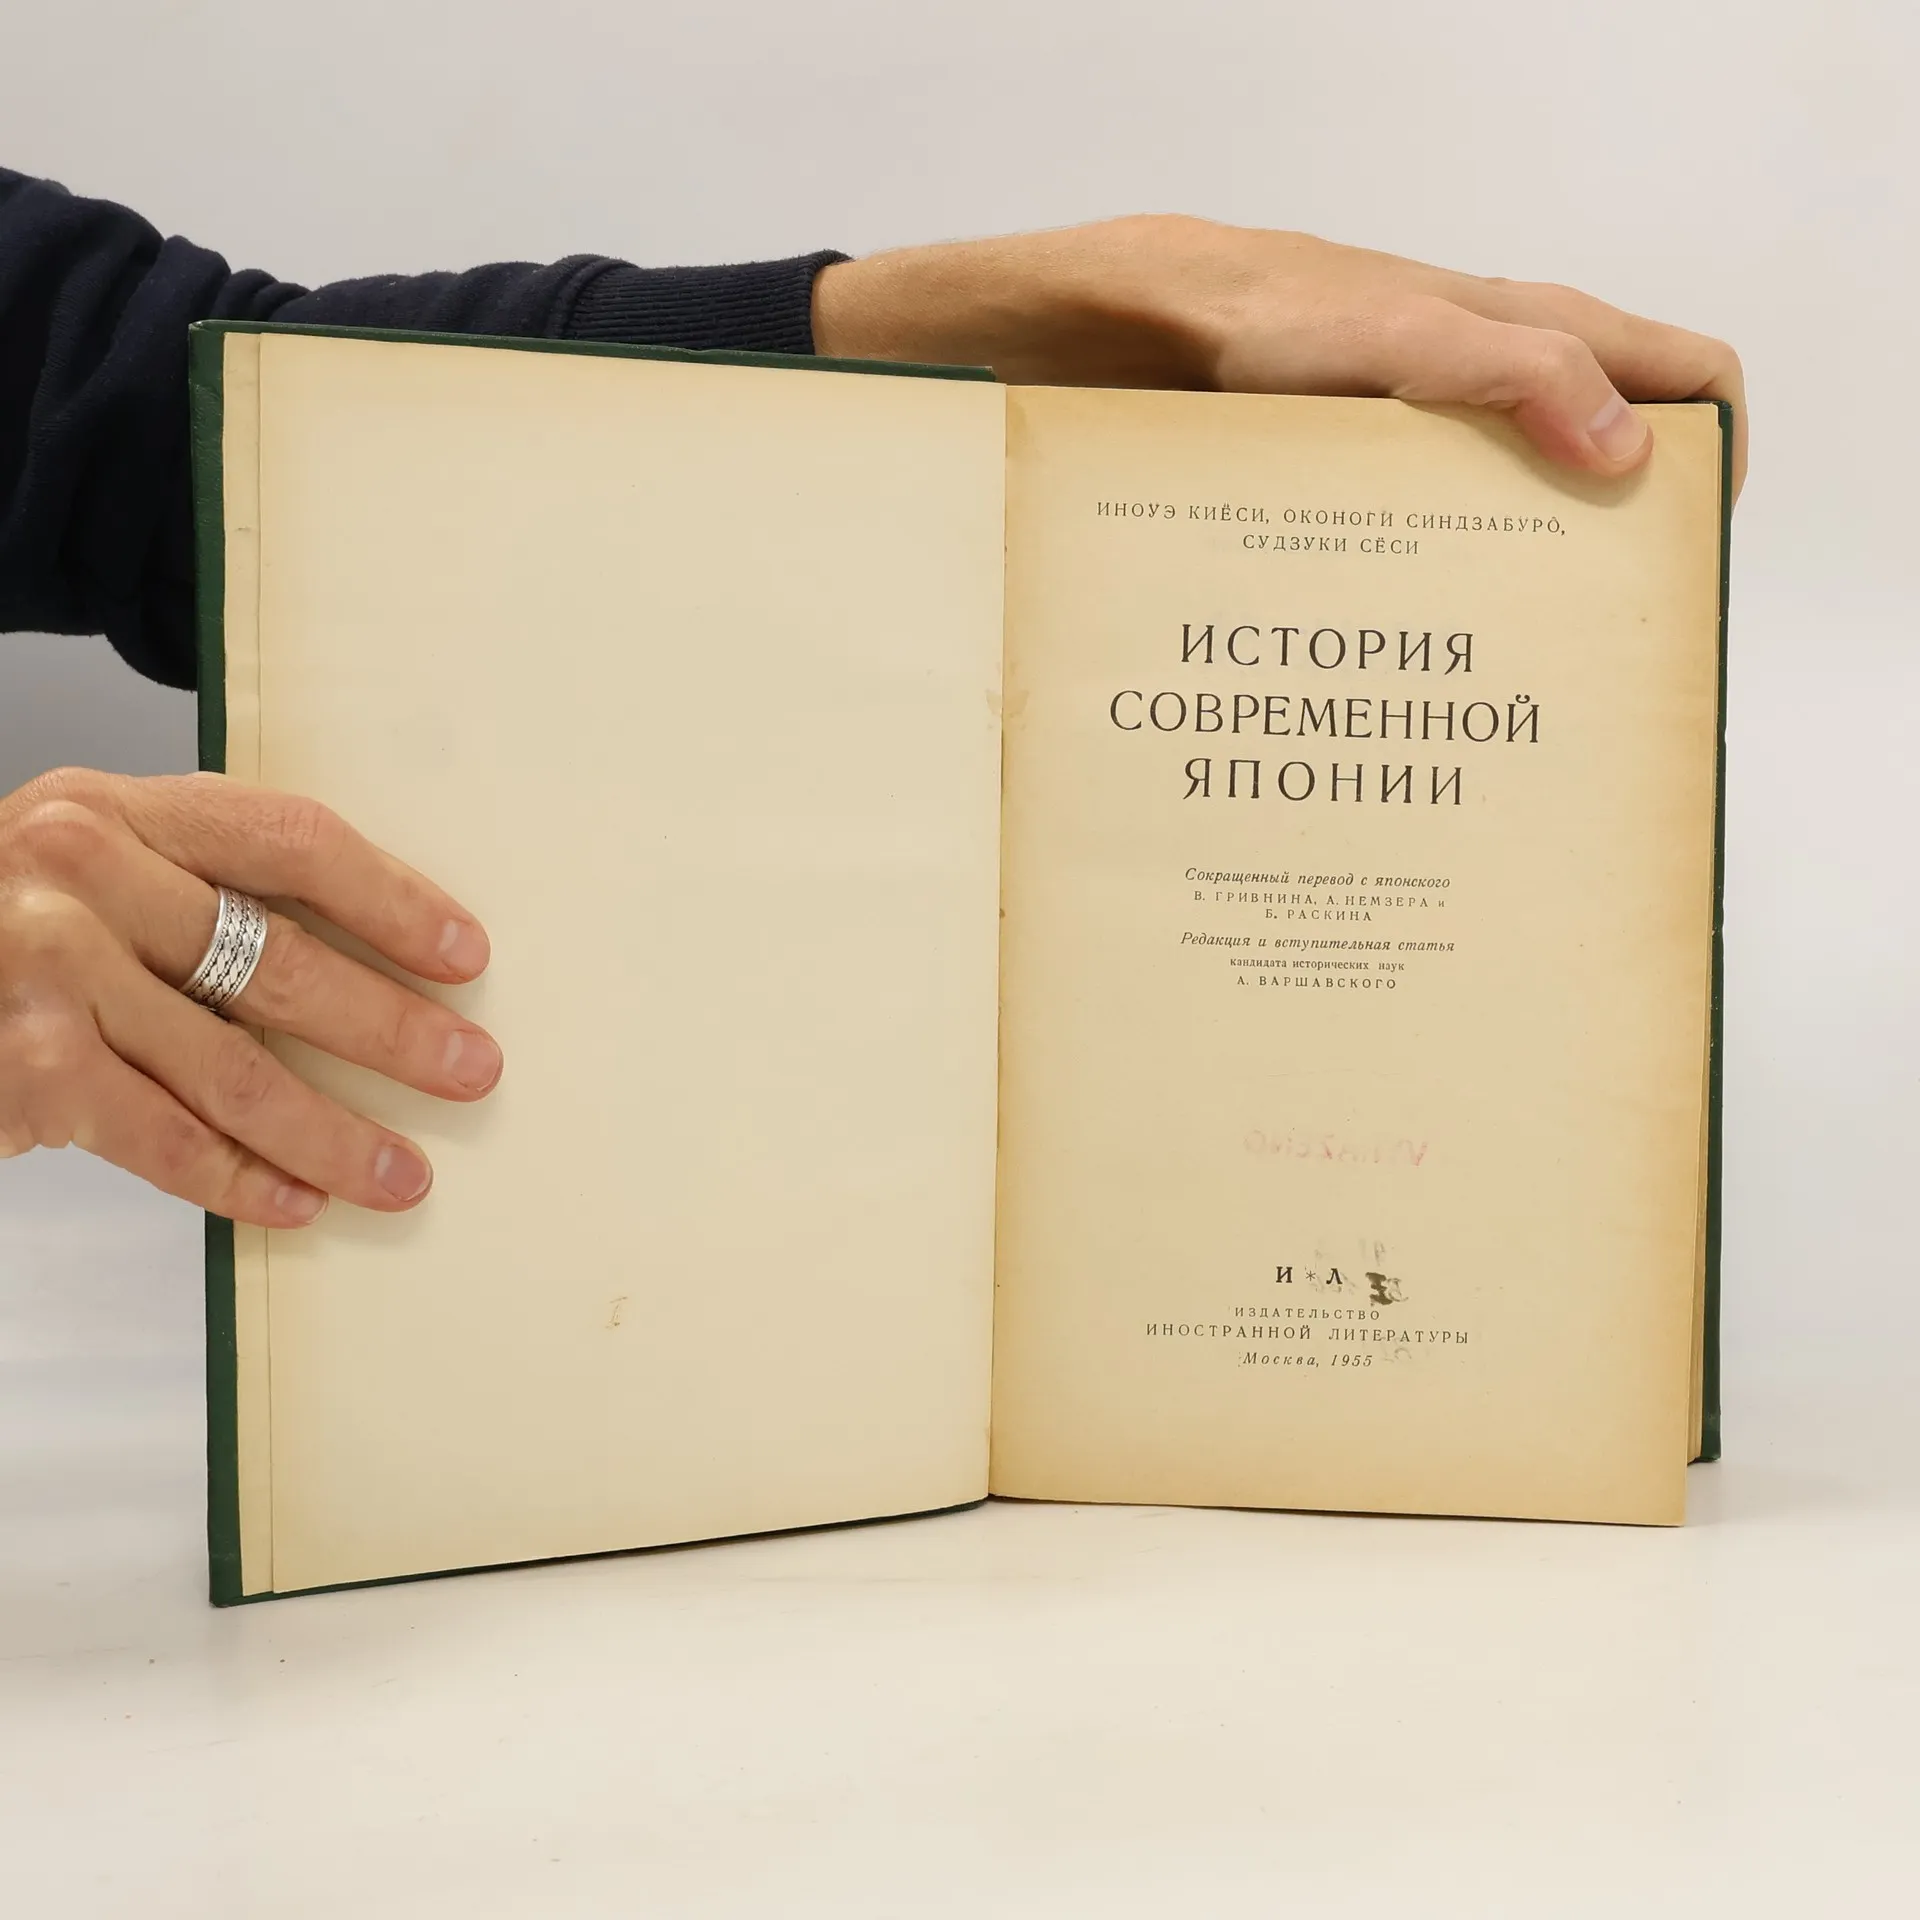 ИНОУЭ КИЁСИ, ОКОНОГИ СИНДЗАБУРО,
СУДЗУКИ СЁСИ
ИСТОРИЯ
СОВРЕМЕННОЙ
ЯПОНИИ
Сокращенный перевод с японского
В. ГРИВНИНА, А. НЕМЗЕРА и
Б. РАСКИНА
Редакция и вступительная статья
кандидата исторических наук
А. ВАРШАВСКОГО
И * Л
ИЗДАТЕЛЬСТВО
ИНОСТРАННОЙ ЛИТЕРАТУРЫ
Москва, 1955